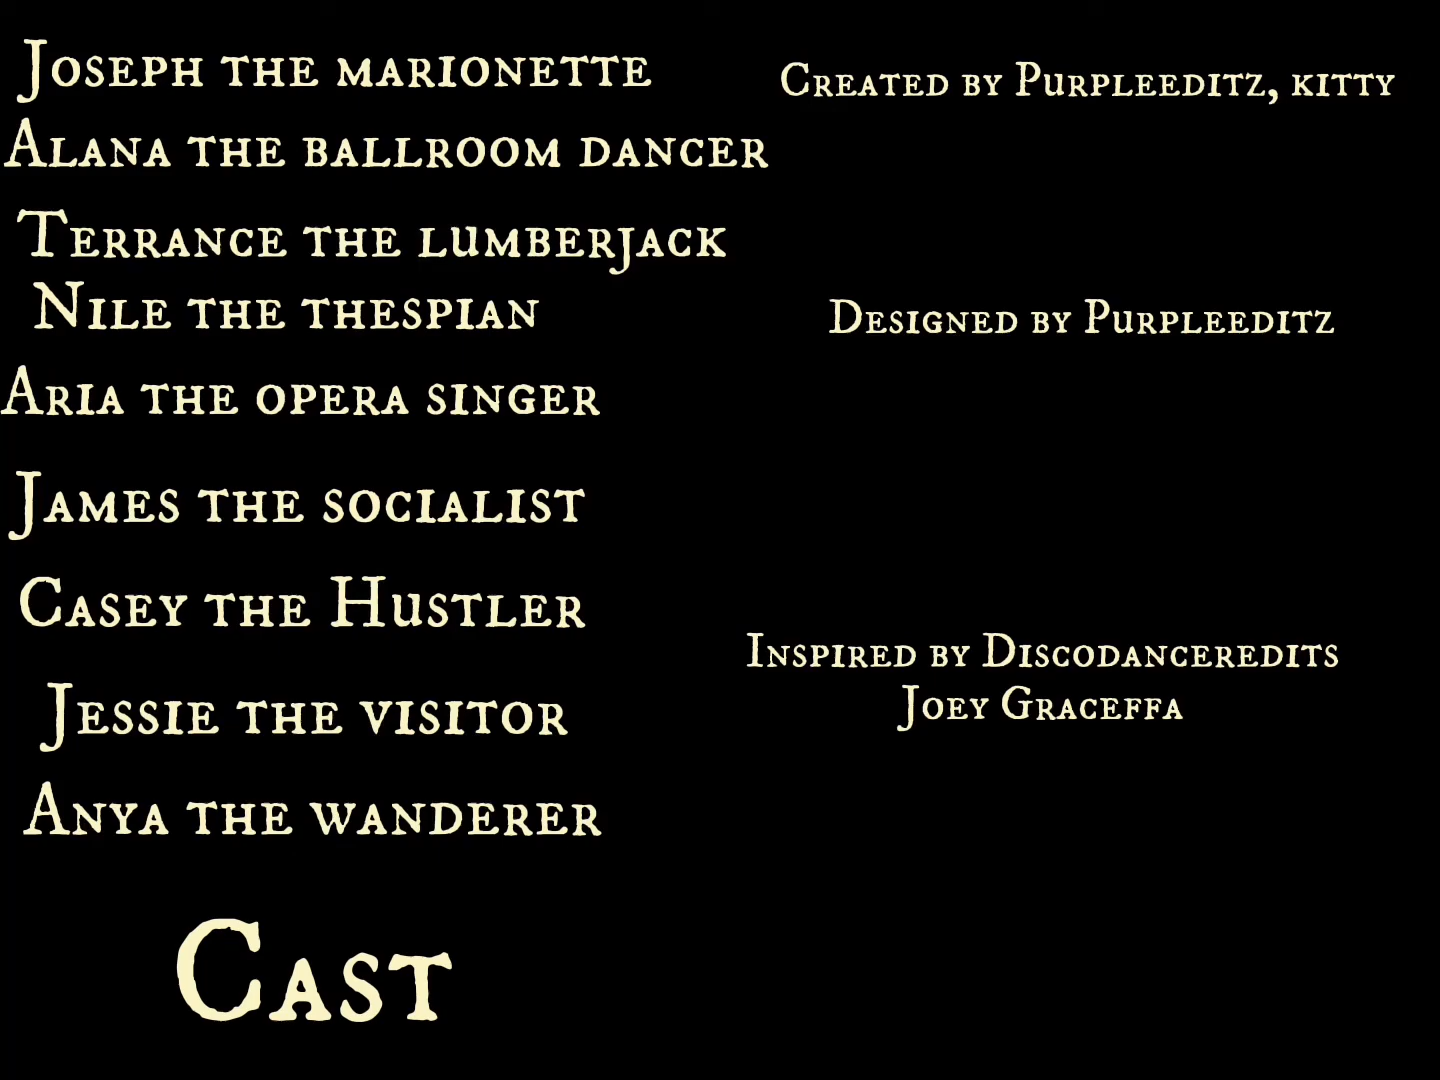 Joseph the marionette
Alana the ballroom dancer
Terrance the lumberjack
Nile the thespian
Aria the opera singer
James the socialist
Casey the Hustler
Jessie the visitor
Anya the wanderer
Cast
Created by Purpleeditz, kitty
Designed by Purpleeditz
Inspired by Discodanceredits
Joey Graceffa